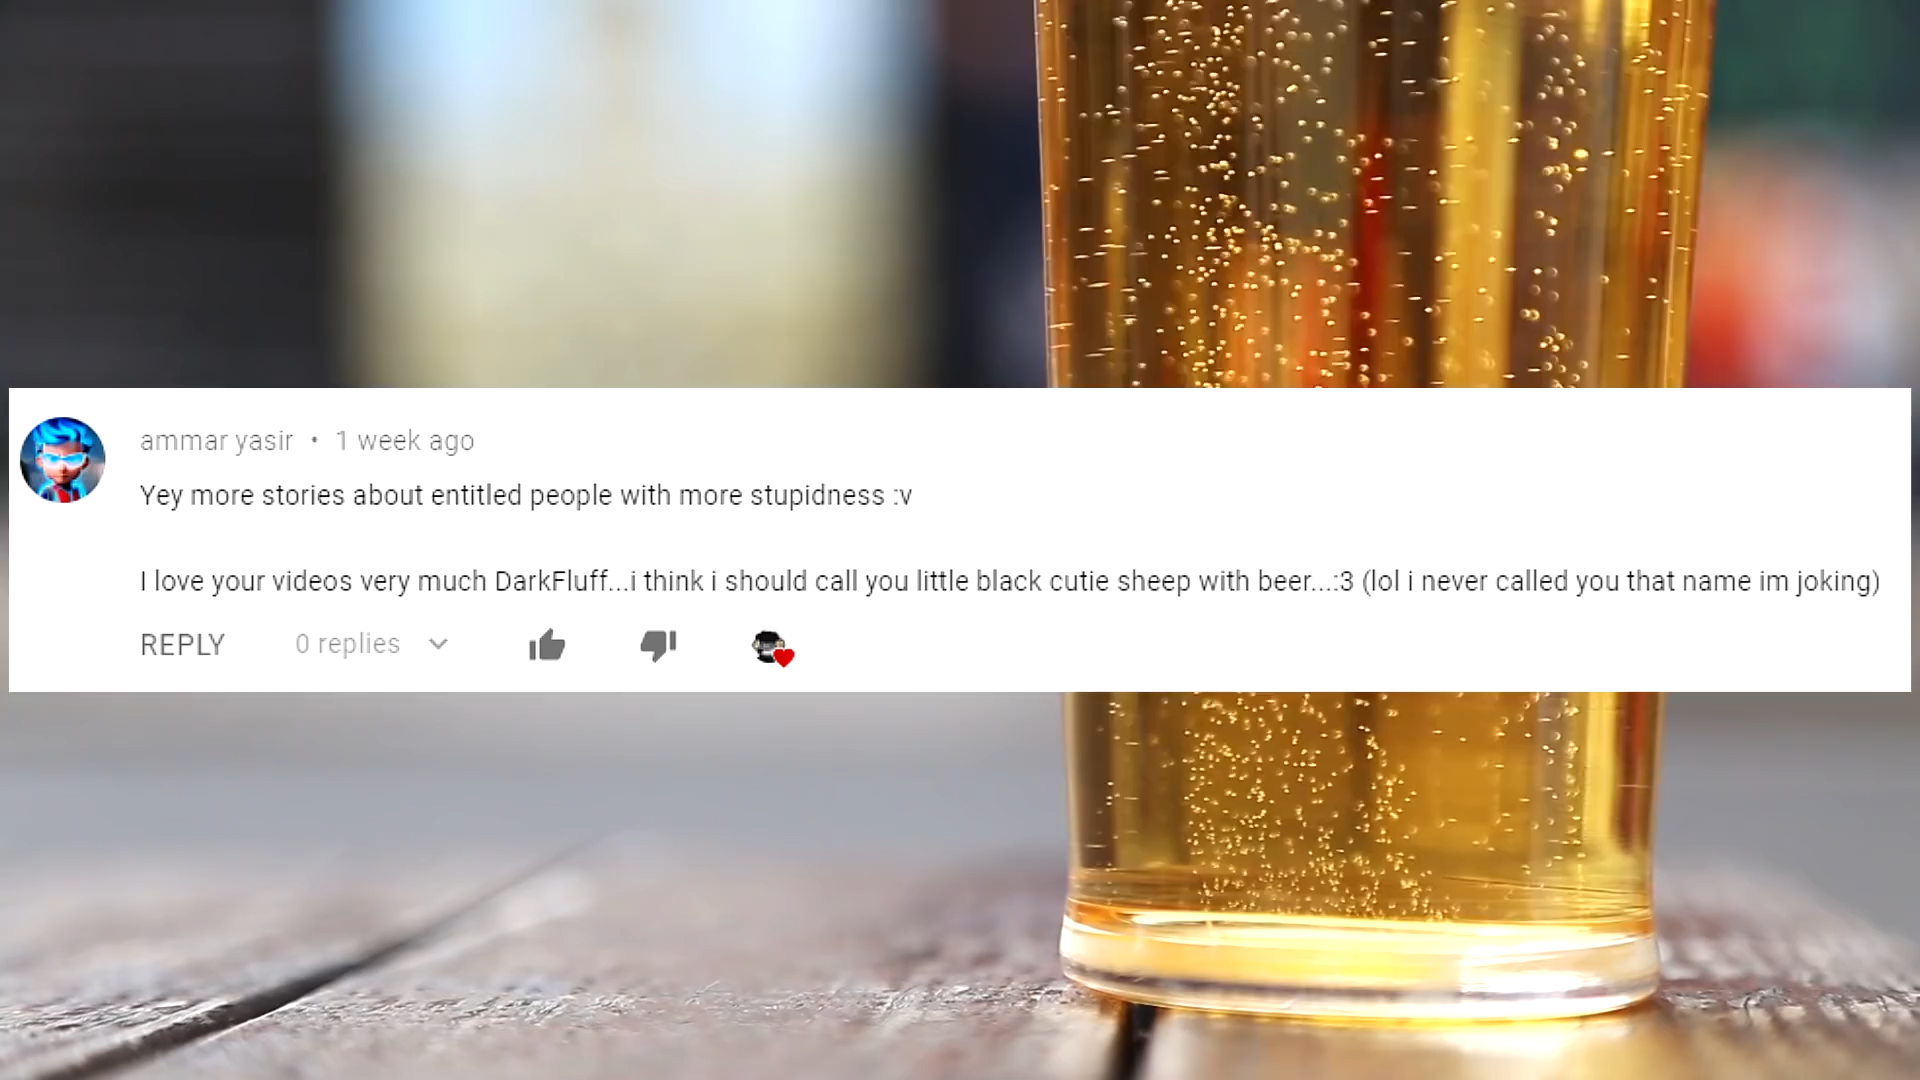 ammar yasir • 1 week ago
Yey more stories about entitled people with more stupidness :v
I love your videos very much DarkFluff...i think i should call you little black cutie sheep with beer...:3 (lol i never called you that name im joking)
REPLY 0 replies